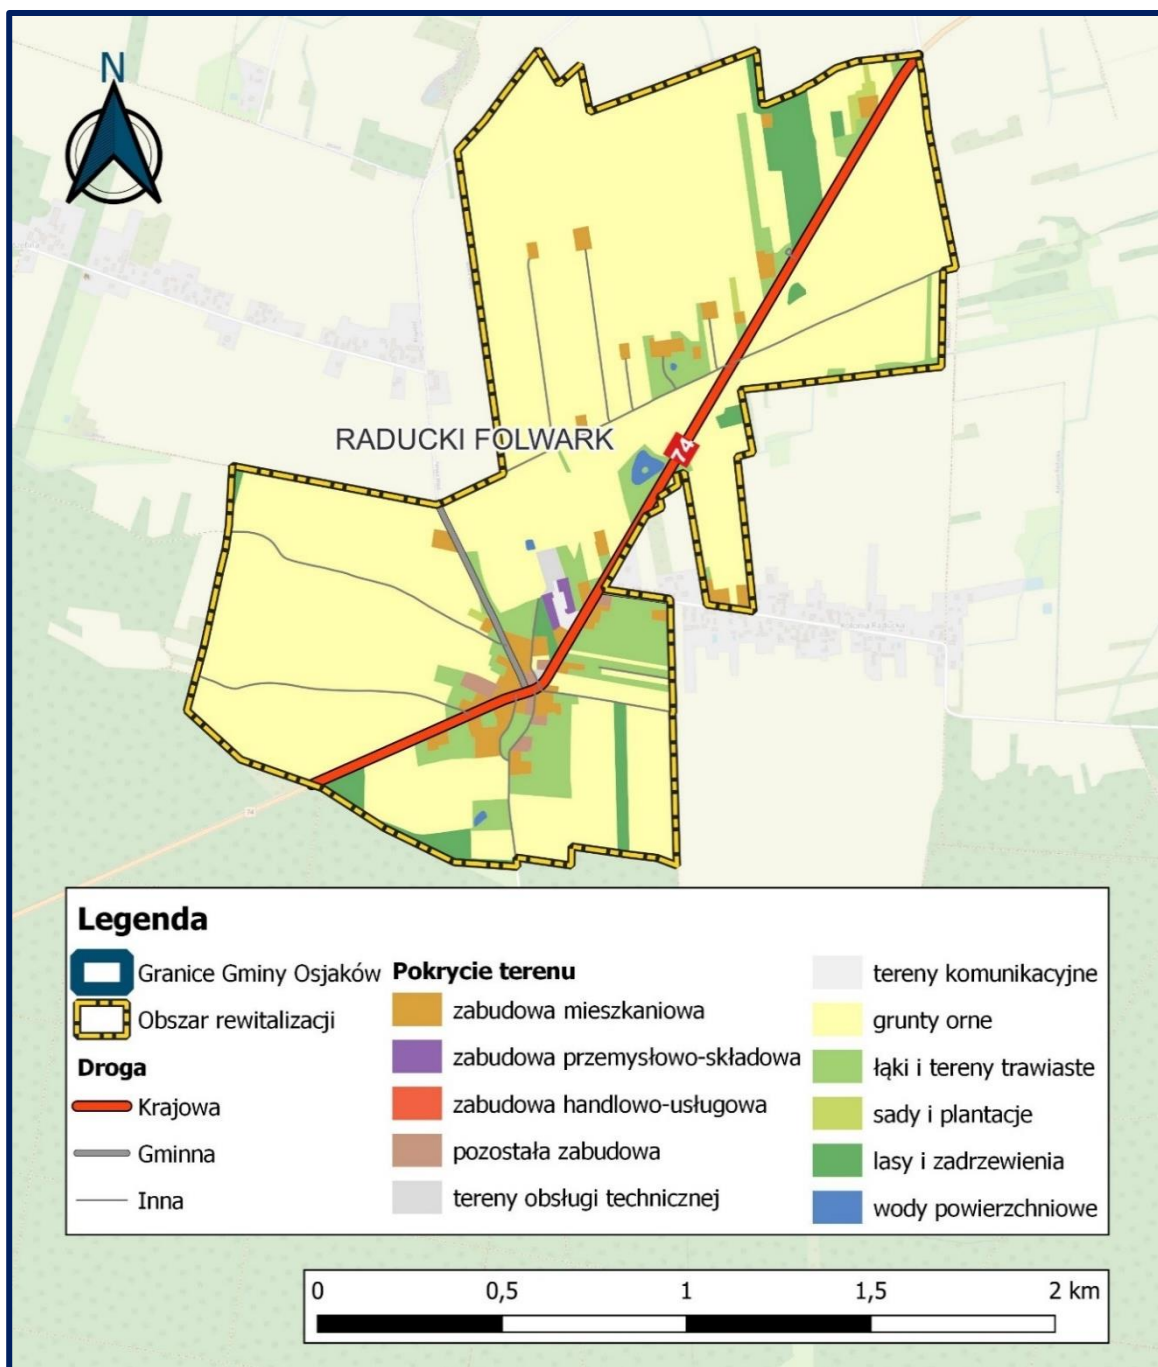 N
RADUCKI FOLWARK
74
Legenda
Granice Gminy Osjaków
Obszar rewitalizacji
Droga
Krajowa
Gminna
Inna
Pokrycie terenu
zabudowa mieszkaniowa
zabudowa przemysłowo-składowa
zabudowa handlowo-usługowa
pozostała zabudowa
tereny obsługi technicznej
tereny komunikacyjne
grunty orne
łąki i tereny trawiaste
sady i plantacje
lasy i zadrzewienia
wody powierzchniowe
0 0,5 1 1,5 2 km